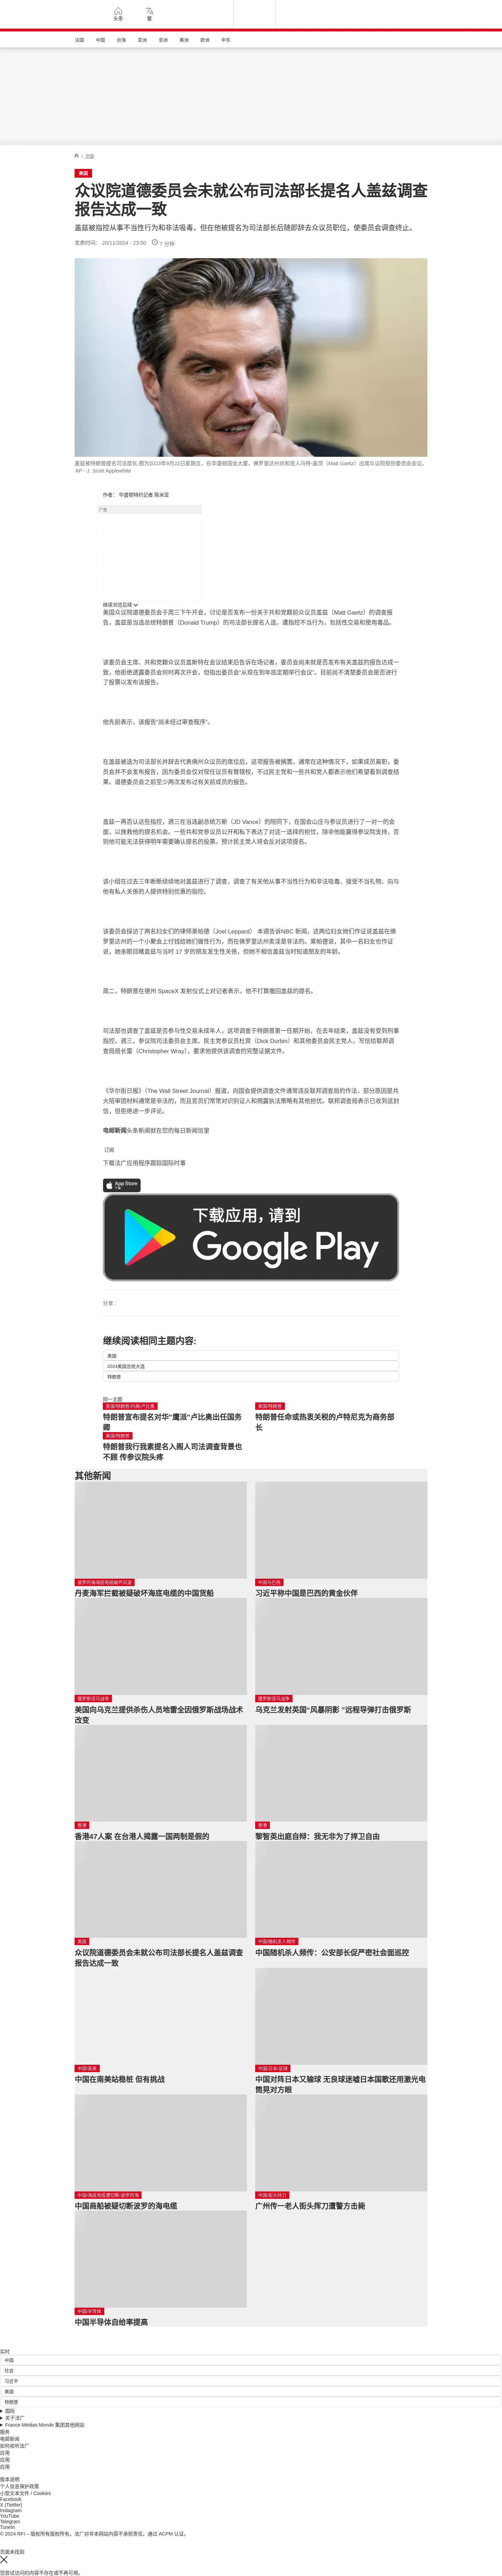 头条
繁
法国
中国
台海
亚洲
非洲
美洲
欧洲
中东
/ 美国
美国
众议院道德委员会未就公布司法部长提名人盖兹调查
报告达成一致
盖兹被指控从事不当性行为和非法吸毒，但在他被提名为司法部长后随即辞去众议员职位，使委员会调查终止。
发表时间： 20/11/2024 - 23:50
7 分钟
盖兹被特朗普提名司法部长,图为2023年9月22日星期五，在华盛顿国会大厦，佛罗里达州共和党人马特-盖茨（Matt Gaetz）出席众议院规则委员会会议。
AP - J. Scott Applewhite
作者： 华盛顿特约记者 陈米亚
广告
继续浏览后续
美国众议院道德委员会于周三下午开会，讨论是否发布一份关于共和党籍前众议员盖兹（Matt Gaetz）的调查报
告，盖兹是当选总统特朗普（Donald Trump）的司法部长提名人选，遭指控不当行为，包括性交易和使用毒品。
该委员会主席、共和党籍众议员盖斯特在会议结束后告诉在场记者，委员会尚未就是否发布有关盖兹的报告达成一
致，他拒绝透露委员会何时再次开会，但指出委员会“从现在到年底定期举行会议”。目前尚不清楚委员会是否进行
了投票以发布该报告。
他先前表示，该报告“尚未经过审查程序”。
在盖兹被选为司法部长并辞去代表佛州众议员的席位后，这项报告被搁置。通常在这种情况下，如果成员离职，委
员会并不会发布报告，因为委员会仅对现任议员有管辖权。不过民主党和一些共和党人都表示他们希望看到调查结
果。道德委员会之前至少两次发布过有关前成员的报告。
盖兹一再否认这些指控，週三在当选副总统万斯（JD Vance）的陪同下，在国会山庄与参议员进行了一对一的会
面，以挽救他的提名机会。一些共和党参议员公开和私下表达了对这一选择的担忧，除非他能赢得参议院支持，否
则他可能无法获得明年需要确认提名的投票。预计民主党人将会反对这项提名。
该小组在过去三年断断续续地对盖兹进行了调查，调查了有关他从事不当性行为和非法吸毒、接受不当礼物、向与
他有私人关係的人提供特别优惠的指控。
该委员会採访了两名妇女们的律师莱帕德（Joel Leppard） 本週告诉NBC 新闻，这两位妇女她们作证说盖兹在佛
罗里达州的一个小聚会上付钱给她们做性行为，而在佛罗里达州卖淫是非法的。莱帕德说，其中一名妇女也作证
说，她亲眼目睹盖兹与当时 17 岁的朋友发生性关係，但她不相信盖兹当时知道朋友的年龄。
周二，特朗普在德州 SpaceX 发射仪式上对记者表示，他不打算撤回盖兹的提名。
司法部也调查了盖兹是否参与性交易未成年人，这项调查于特朗普第一任期开始、在去年结束，盖兹没有受到刑事
指控。週三，参议院司法委员会主席、民主党参议员杜宾（Dick Durbin）和其他委员会民主党人，写信给联邦调
查局局长雷（Christopher Wray），要求他提供该调查的完整证据文件。
《华尔街日报》（The Wall Street Journal）报道，向国会提供调查文件通常违反联邦调查局的作法，部分原因是共
大陪审团材料通常是非法的，而且官员们常常对识别证人和揭露执法策略有其他担忧。联邦调查局表示已收到这封
信，但拒绝进一步评论。
电邮新闻头条新闻就在您的每日新闻信里
订阅
下载法广应用程序跟踪国际时事
App Store
下载
下载应用，请到
Google Play
分享 :
继续阅读相同主题内容:
美国
2024美国总统大选
特朗普
同一主题
美国/特朗普/内阁/卢比奥
特朗普宣布提名对华"鹰派"卢比奥出任国务
卿
美国/特朗普
特朗普任命或热衷关税的卢特尼克为商务部
长
美国/特朗普
特朗普我行我素提名入阁人司法调查背景也
不顾 传参议院头疼
其他新闻
波罗的海海底电缆破坏风波
丹麦海军拦截被疑破坏海底电缆的中国货船
中国与巴西
习近平称中国是巴西的黄金伙伴
俄罗斯侵乌战争
美国向乌克兰提供杀伤人员地雷全因俄罗斯战场战术
改变
俄罗斯侵乌战争
乌克兰发射英国"风暴阴影 "远程导弹打击俄罗斯
香港
香港47人案 在台港人揭露一国两制是假的
香港
黎智英出庭自辩：我无非为了捍卫自由
美国
众议院道德委员会未就公布司法部长提名人盖兹调查
报告达成一致
中国/随机杀人频传
中国随机杀人频传：公安部长促严密社会面巡控
中国/南美
中国在南美站稳桩 但有挑战
中国/日本/足球
中国对阵日本又输球 无良球迷嘘日本国歌还用激光电
筒晃对方眼
中国/海底电缆遭切断/波罗的海
中国商船被疑切断波罗的海电缆
中国/街头持刀
广州传一老人街头挥刀遭警方击毙
中国/半导体
中国半导体自给率提高
实时
中国
社会
习近平
美国
特朗普
国际
关于法广
France Médias Monde 集团其他网站
服务
电邮新闻
如何收听法广
应用
应用
应用
版本说明
个人信息保护政策
小型文本文件 / Cookies
Facebook
X (Twitter)
Instagram
YouTube
Telegram
TuneIn
© 2024 RFI – 版权所有版权所有。法广对非本网站内容不承担责任。通过 ACPM 认证。
页面未找到
您尝试访问的内容不存在或不再可用。